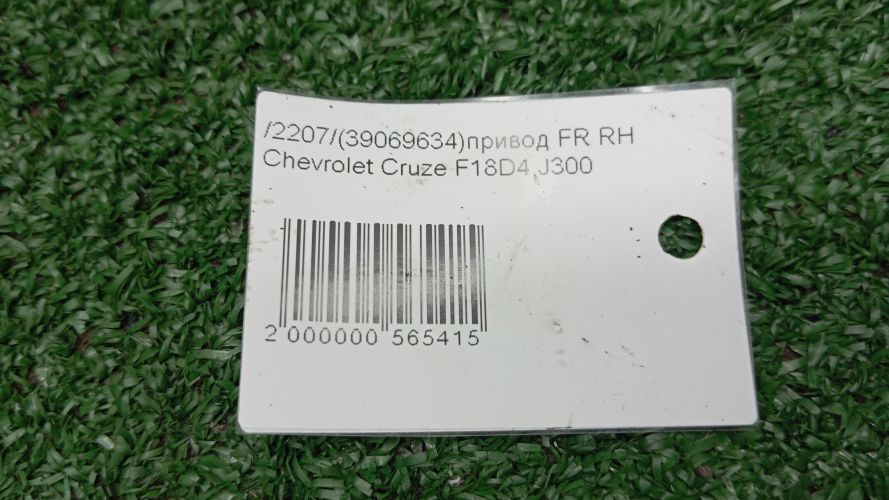 /2207/(39069634)привод FR RH
Chevrolet Cruze F18D4,J300
2 000000 565415